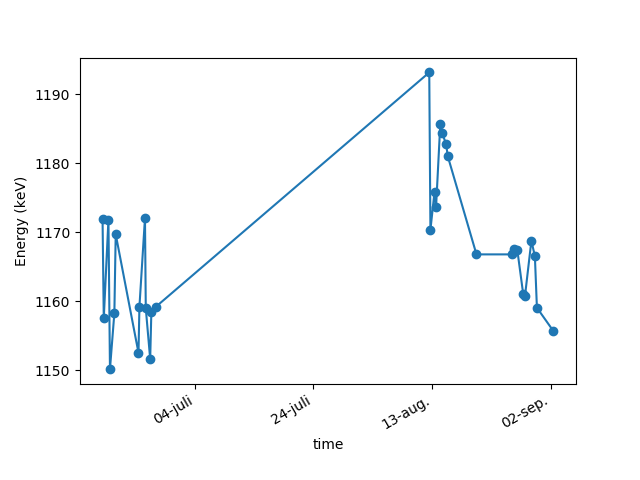 1190
1180
1170
1160
1150
Energy (keV)
04-juli
24-juli
13-aug.
02-sep.
time